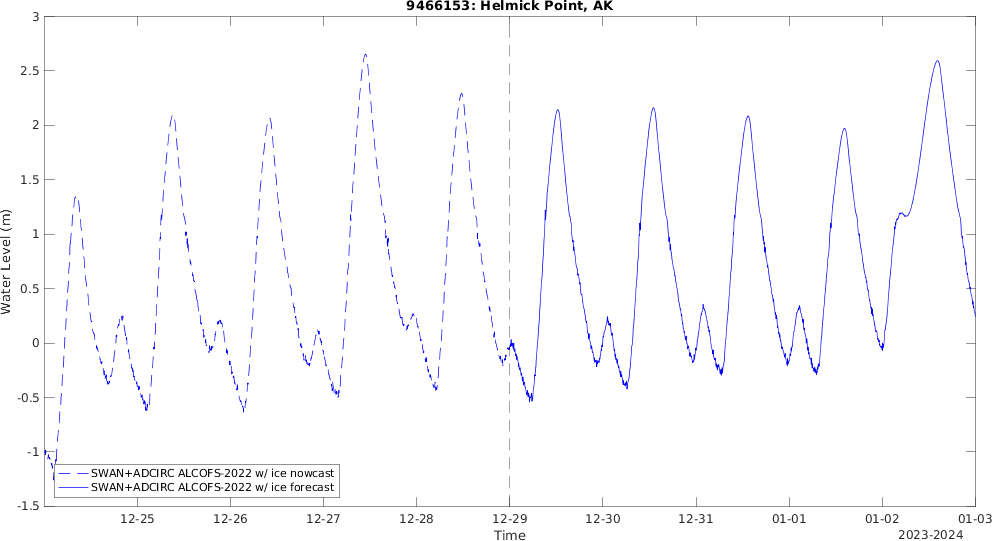 9466153: Helmick Point, AK
Water Level (m)
3
2.5
2
1.5
1
0.5
0
-0.5
-1
-1.5
SWAN+ADCIRC ALCOFS-2022 w/ ice nowcast
SWAN+ADCIRC ALCOFS-2022 w/ ice forecast
12-25 12-26 12-27 12-28 12-29 12-30 12-31 01-01 01-02 01-03
Time
2023-2024